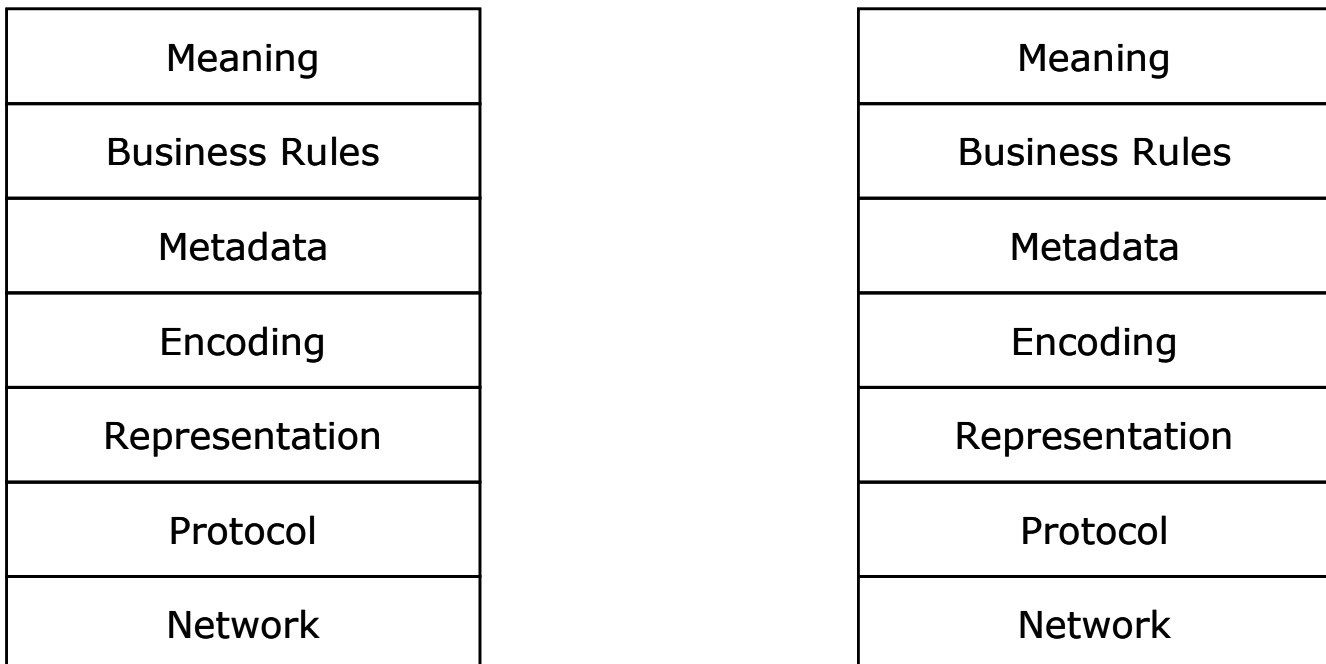 Meaning
Business Rules
Metadata
Encoding
Representation
Protocol
Network
Meaning
Business Rules
Metadata
Encoding
Representation
Protocol
Network